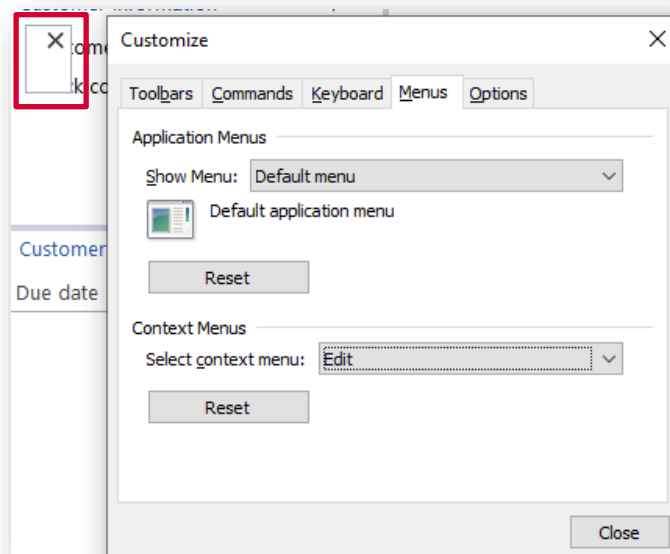 Customize
Toolbars Commands Keyboard Menus Options
Application Menus
Show Menu: Default menu
Default application menu
Customer
Reset
Due date
Context Menus
Select context menu: Edit
Reset
Close